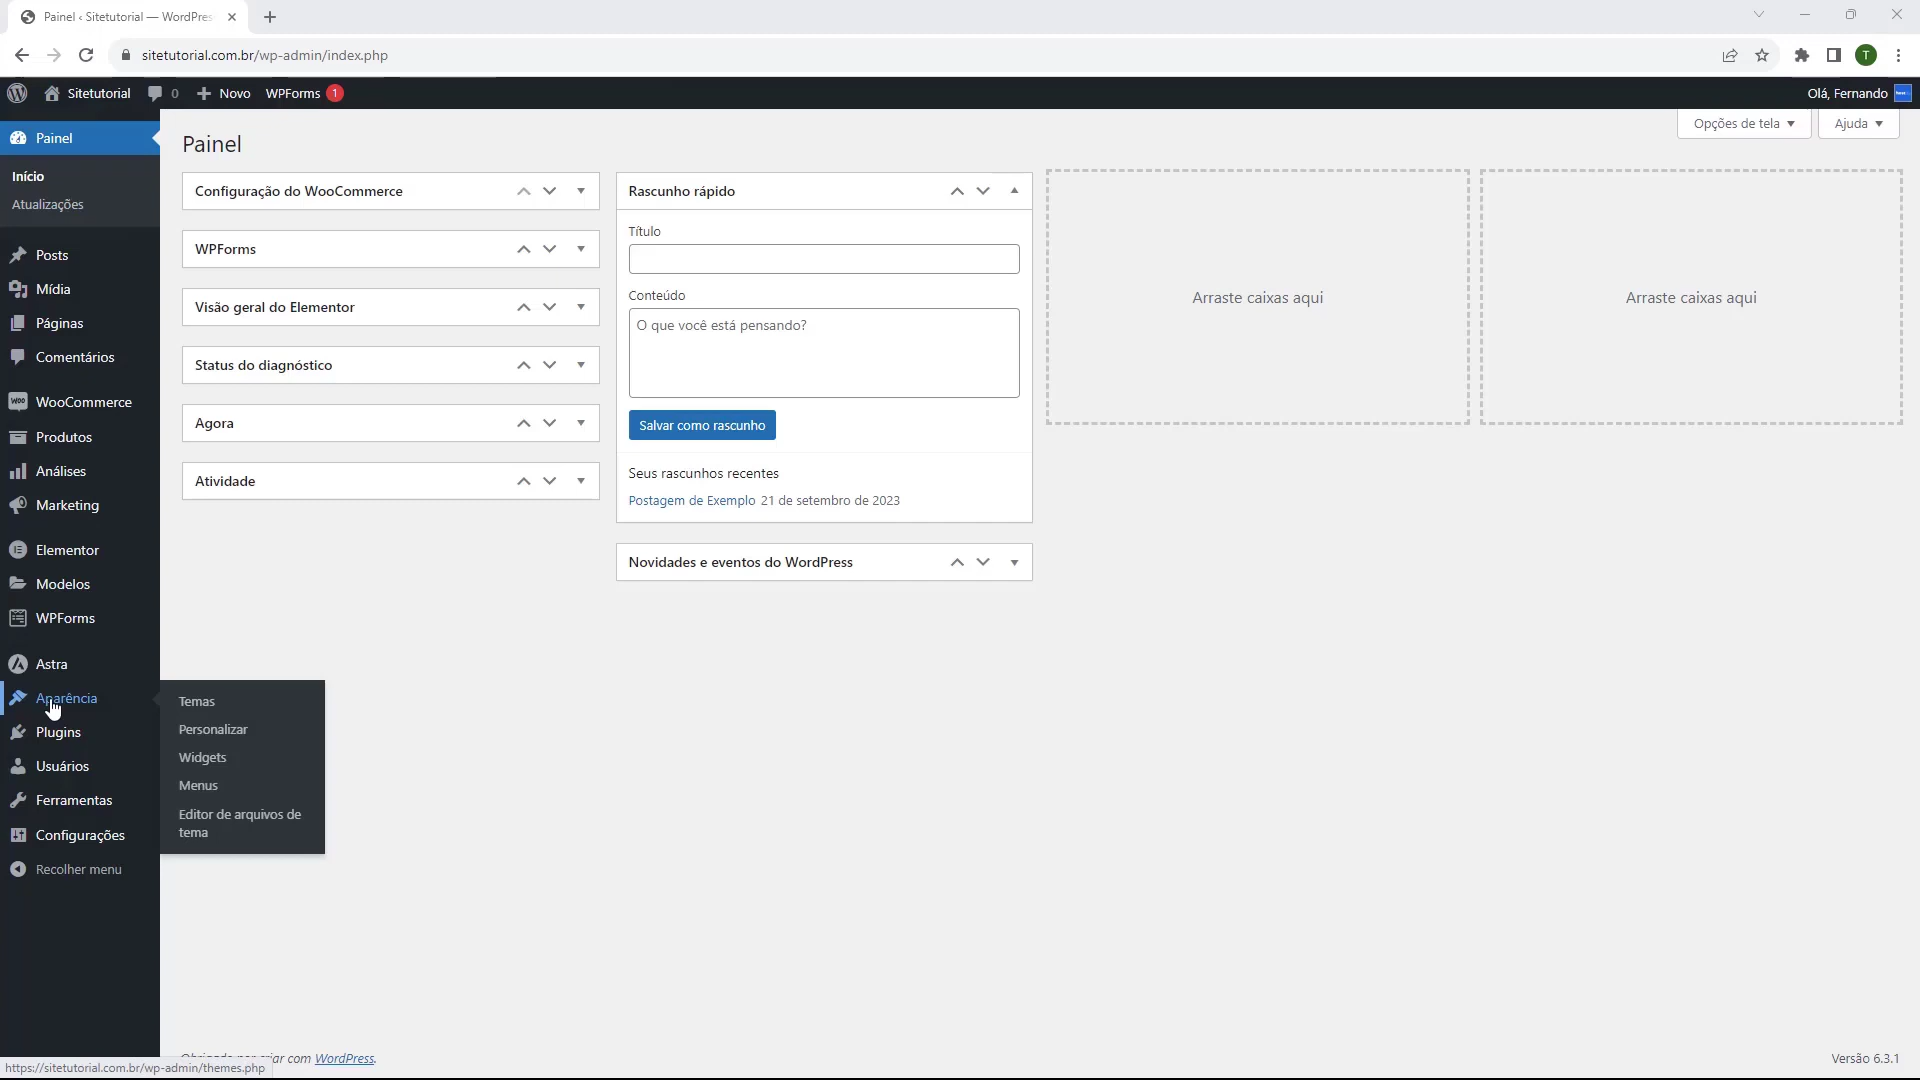 Painel ‹ Sitetutorial — WordPres
sitetutorial.com.br/wp-admin/index.php
T
Sitetutorial
0
Novo
WPForms 1
Olá, Fernando
Painel
Início
Atualizações
Posts
Mídia
Páginas
Comentários
WooCommerce
Produtos
Análises
Marketing
Elementor
Modelos
WPForms
Astra
Aparência
Plugins
Usuários
Ferramentas
Configurações
Recolher menu
Temas
Personalizar
Widgets
Menus
Editor de arquivos de
tema
Painel
Opções de tela
Ajuda
Configuração do WooCommerce
WPForms
Visão geral do Elementor
Status do diagnóstico
Agora
Atividade
Rascunho rápido
Título
Conteúdo
O que você está pensando?
Salvar como rascunho
Seus rascunhos recentes
Postagem de Exemplo 21 de setembro de 2023
Novidades e eventos do WordPress
Arraste caixas aqui
Arraste caixas aqui
criar com WordPress.
Versão 6.3.1
https://sitetutorial.com.br/wp-admin/themes.php